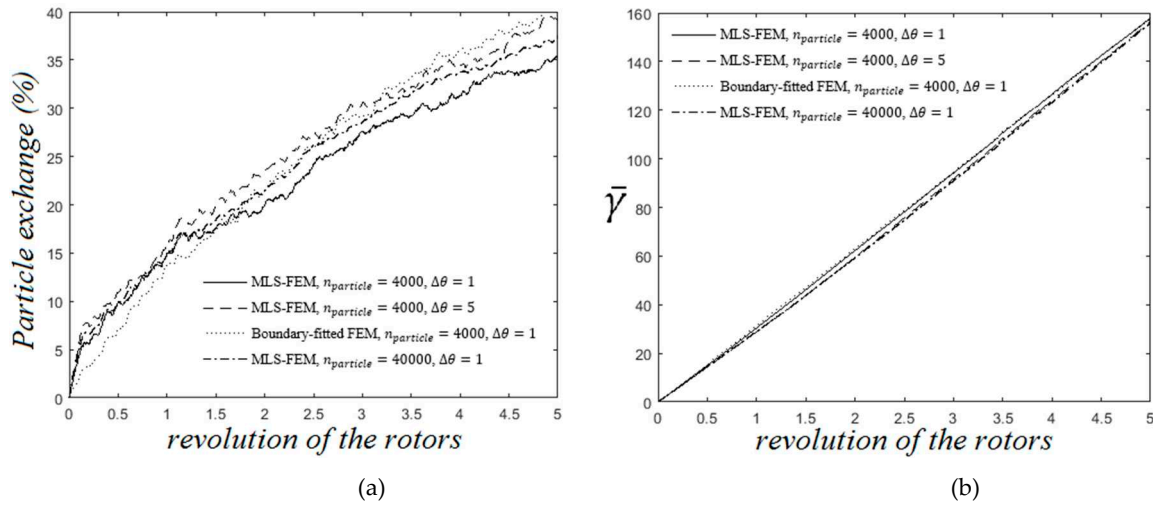 40
35
30
25
20
15
10
5
0
Particle exchange (%)
MLS-FEM, n_particle = 4000, Δθ = 1
MLS-FEM, n_particle = 4000, Δθ = 5
Boundary-fitted FEM, n_particle = 4000, Δθ = 1
MLS-FEM, n_particle = 40000, Δθ = 1
0 0.5 1 1.5 2 2.5 3 3.5 4 4.5 5
revolution of the rotors
(a)
160
140
120
100
80
60
40
20
0
γ̄
MLS-FEM, n_particle = 4000, Δθ = 1
MLS-FEM, n_particle = 4000, Δθ = 5
Boundary-fitted FEM, n_particle = 4000, Δθ = 1
MLS-FEM, n_particle = 40000, Δθ = 1
0 0.5 1 1.5 2 2.5 3 3.5 4 4.5 5
revolution of the rotors
(b)